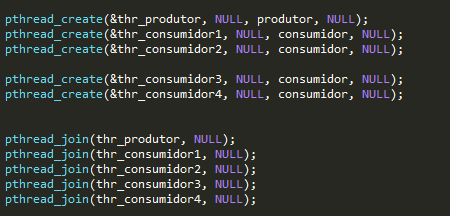 pthread_create(&thr_produtor, NULL, produtor, NULL);
pthread_create(&thr_consumidor1, NULL, consumidor, NULL);
pthread_create(&thr_consumidor2, NULL, consumidor, NULL);
pthread_create(&thr_consumidor3, NULL, consumidor, NULL);
pthread_create(&thr_consumidor4, NULL, consumidor, NULL);
pthread_join(thr_produtor, NULL);
pthread_join(thr_consumidor1, NULL);
pthread_join(thr_consumidor2, NULL);
pthread_join(thr_consumidor3, NULL);
pthread_join(thr_consumidor4, NULL);